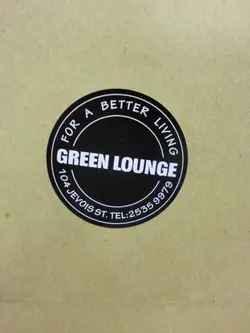 FOR A BETTER LIVING
GREEN LOUNGE
104 JEVOIS ST. TEL: 2535 9979